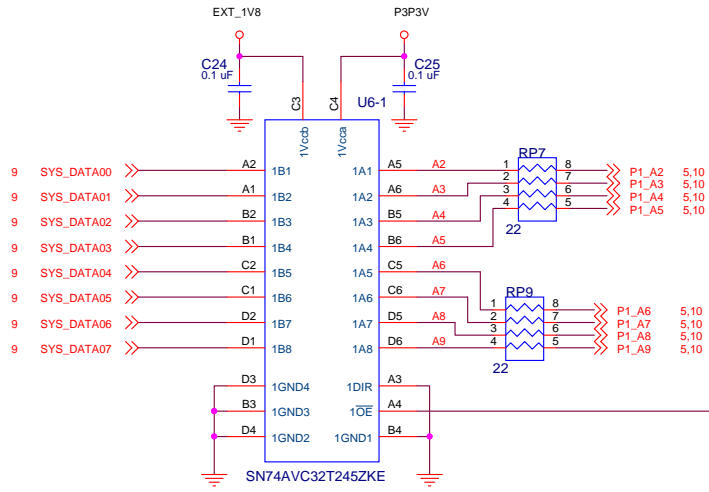 EXT_1V8 P3P3V
C24 C25
0.1 uF 0.1 uF
C3 C4 U6-1
1Vccb 1Vcca
RP7
9 SYS_DATA00 A2 1B1 1A1 A5 A2 1 8 P1_A2 5,10
2 7 P1_A3 5,10
9 SYS_DATA01 A1 1B2 1A2 A6 A3 3 6 P1_A4 5,10
4 5 P1_A5 5,10
9 SYS_DATA02 B2 1B3 1A3 B5 A4
22
9 SYS_DATA03 B1 1B4 1A4 B6 A5
9 SYS_DATA04 C2 1B5 1A5 C5 A6
RP9
9 SYS_DATA05 C1 1B6 1A6 C6 A7
1 8 P1_A6 5,10
2 7 P1_A7 5,10
9 SYS_DATA06 D2 1B7 1A7 D5 A8
3 6 P1_A8 5,10
9 SYS_DATA07 D1 1B8 1A8 D6 A9 4 5 P1_A9 5,10
22
D3 1GND4 1DIR A3
B3 1GND3 1OE A4
D4 1GND2 1GND1 B4
SN74AVC32T245ZKE